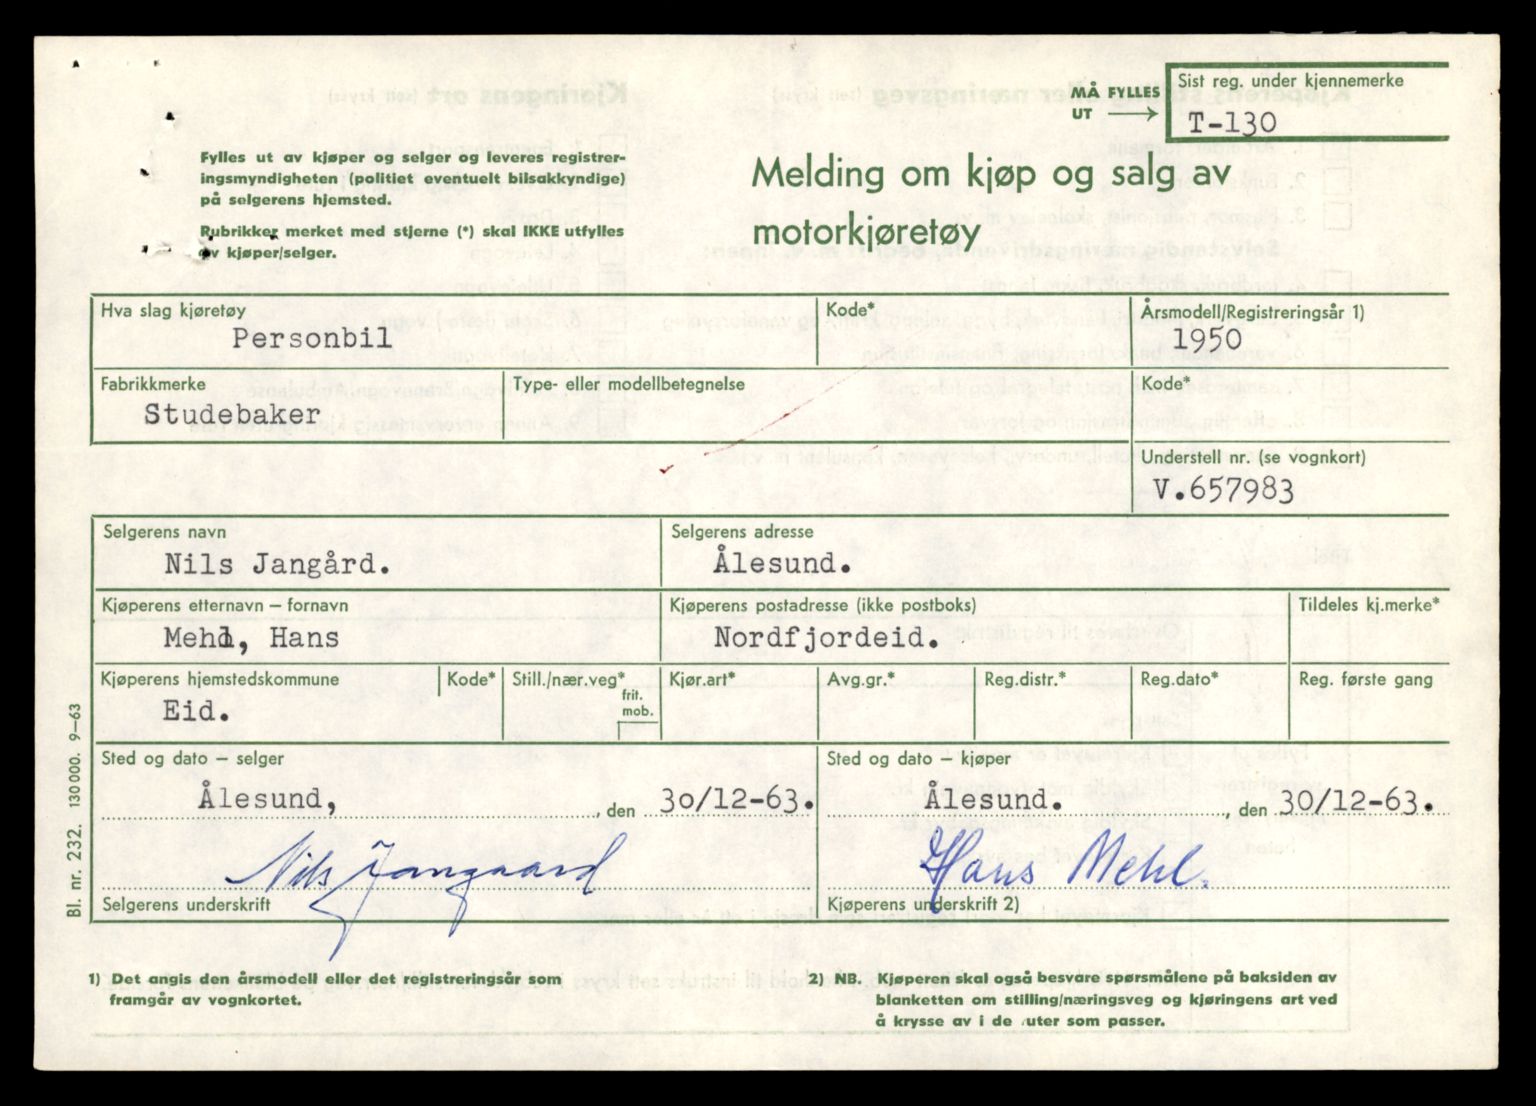 MÅ FYLLES UT
Sist reg. under kjennemerke
T-130
Fylles ut av kjøper og selger og leveres registrer-
ingsmyndigheten (politiet eventuelt bilsakkyndige)
på selgerens hjemsted.
Rubrikker merket med stjerne (*) skal IKKE utfylles
av kjøper/selger.
Melding om kjøp og salg av
motorkjøretøy
Hva slag kjøretøy
Personbil
Kode*
Årsmodell/Registreringsår 1)
1950
Fabrikkmerke
Studebaker
Type- eller modellbetegnelse
Kode*
Understell nr. (se vognkort)
V.657983
Selgerens navn
Nils Jangård.
Selgerens adresse
Ålesund.
Kjøperens etternavn – fornavn
Mehl, Hans
Kjøperens postadresse (ikke postboks)
Nordfjordeid.
Tildeles kj.merke*
Kjøperens hjemstedskommune
Eid.
Kode*
Still./nær.veg*
frit.
mob.
Kjør.art*
Avg.gr.*
Reg.distr.*
Reg.dato*
Reg. første gang
Sted og dato – selger
Ålesund, , den 30/12-63.
Nils Jangaard
Selgerens underskrift
Sted og dato – kjøper
Ålesund. , den 30/12-63.
Hans Mehl.
Kjøperens underskrift 2)
Bl. nr. 232. 130 000. 9–63
1) Det angis den årsmodell eller det registreringsår som
framgår av vognkortet.
2) NB. Kjøperen skal også besvare spørsmålene på baksiden av
blanketten om stilling/næringsveg og kjøringens art ved
å krysse av i de ruter som passer.